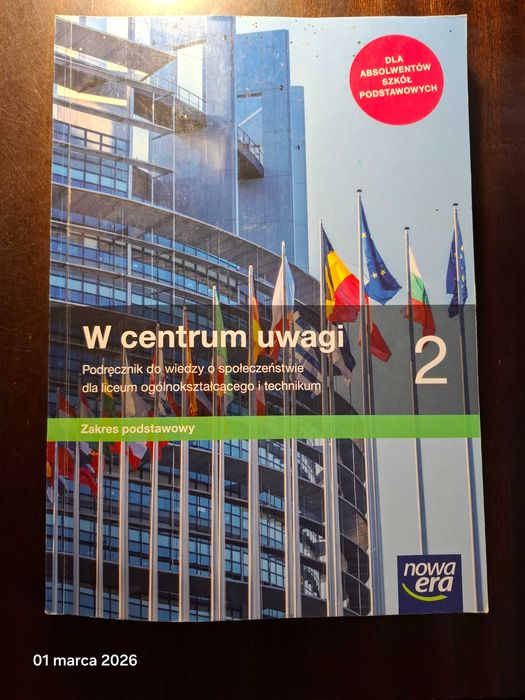 DLA
ABSOLWENTÓW
SZKÓŁ
PODSTAWOWYCH
W centrum uwagi
2
Podręcznik do wiedzy o społeczeństwie
dla liceum ogólnokształcącego i technikum
Zakres podstawowy
nowa
era
01 marca 2026